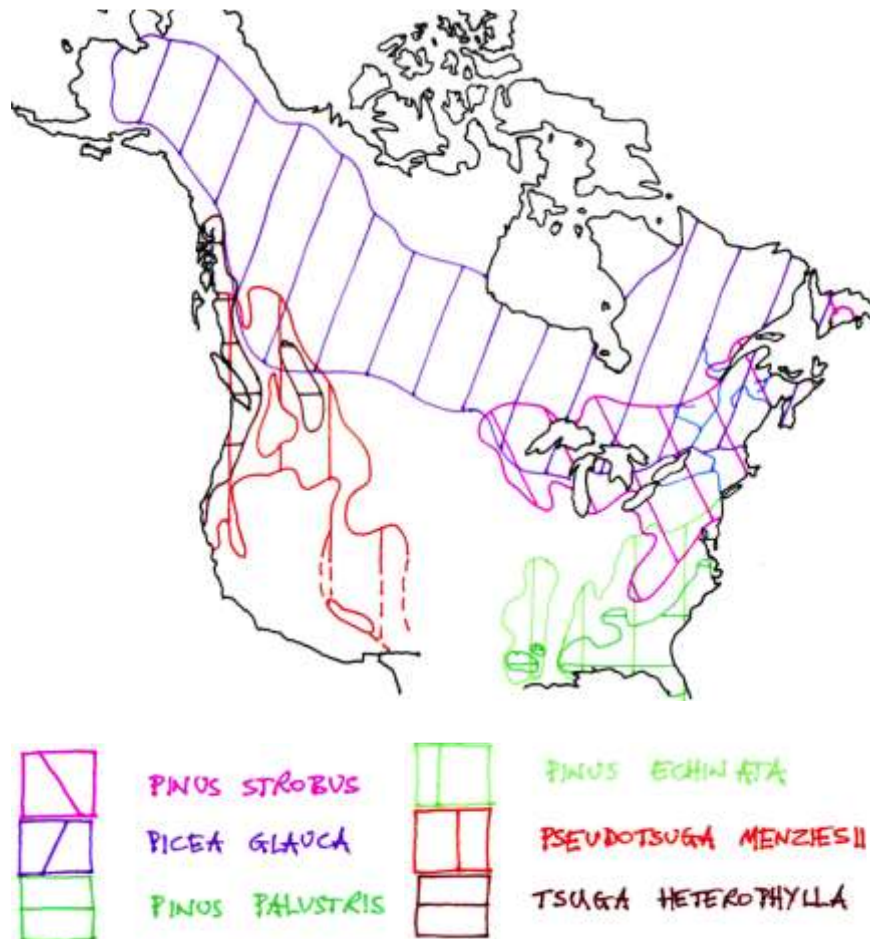 PINUS STROBUS
PICEA GLAUCA
PINUS PALUSTRIS
PINUS ECHINATA
PSEUDOTSUGA MENZIESII
TSUGA HETEROPHYLLA